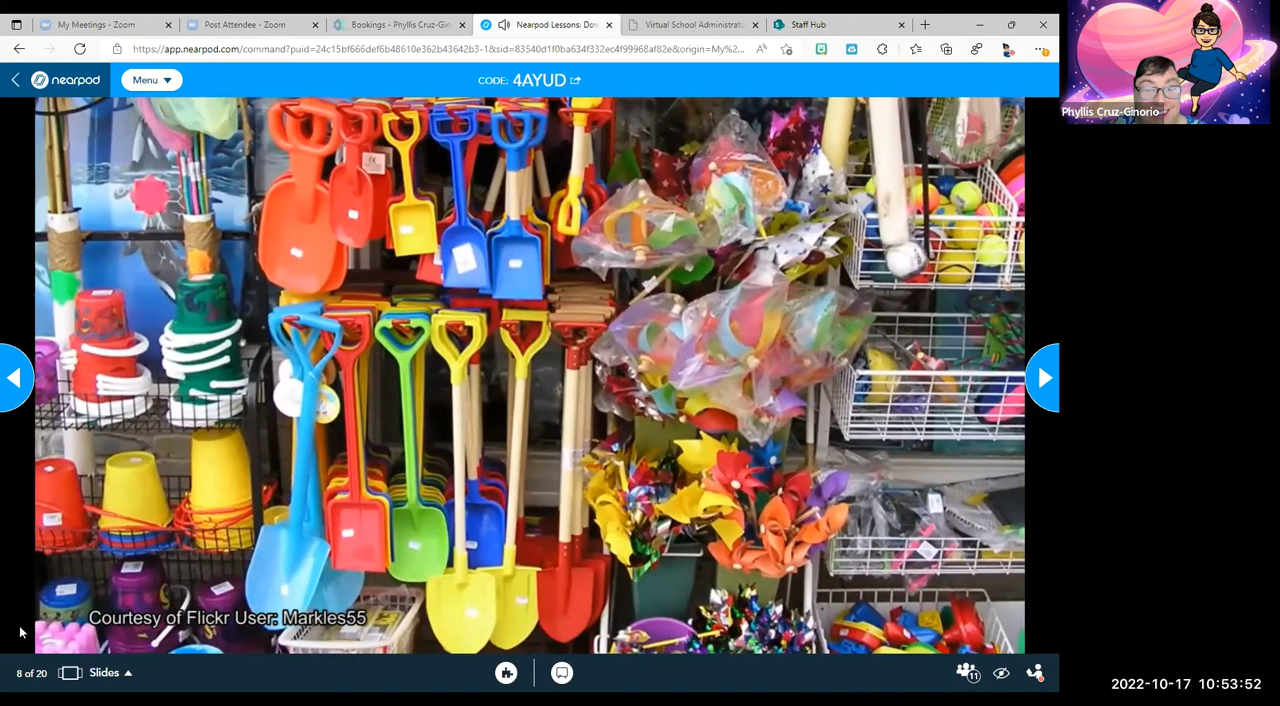 My Meetings - Zoom
Post Attendee - Zoom
Bookings - Phyllis Cruz-Gin
Nearpod Lessons: Dow
Virtual School Administrato
Staff Hub
https://app.nearpod.com/command?puid=24c15bf666def6b48610e362b43642b3-1&sid=83540d1f0ba634f332ec4f99968af82e&origin=My%2...
nearpod
Menu
CODE: 4AYUD
Phyllis Cruz-Ginorio
Courtesy of Flickr User: Markles55
8 of 20
Slides
11
2022-10-17 10:53:52